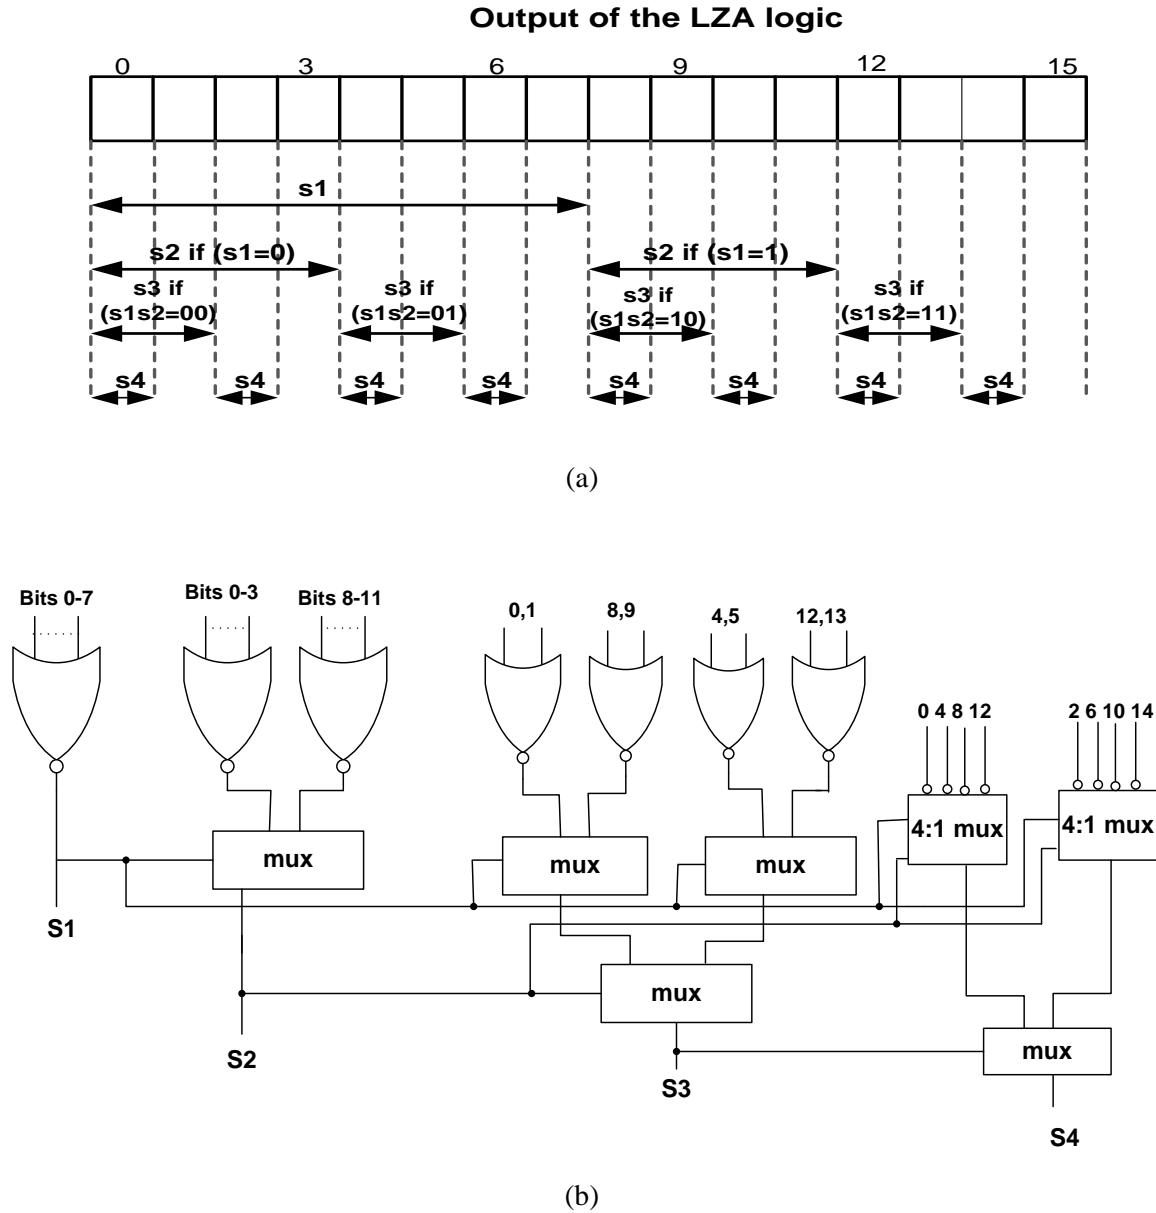 Output of the LZA logic
0 3 6 9 12 15
s1
s2 if (s1=0) s2 if (s1=1)
s3 if s3 if s3 if s3 if
(s1s2=00) (s1s2=01) (s1s2=10) (s1s2=11)
s4 s4 s4 s4 s4 s4 s4 s4
(a)
Bits 0-7 Bits 0-3 Bits 8-11 0,1 8,9 4,5 12,13
0 4 8 12 2 6 10 14
4:1 mux 4:1 mux
mux mux mux
S1
mux
S2 S3
mux
S4
(b)